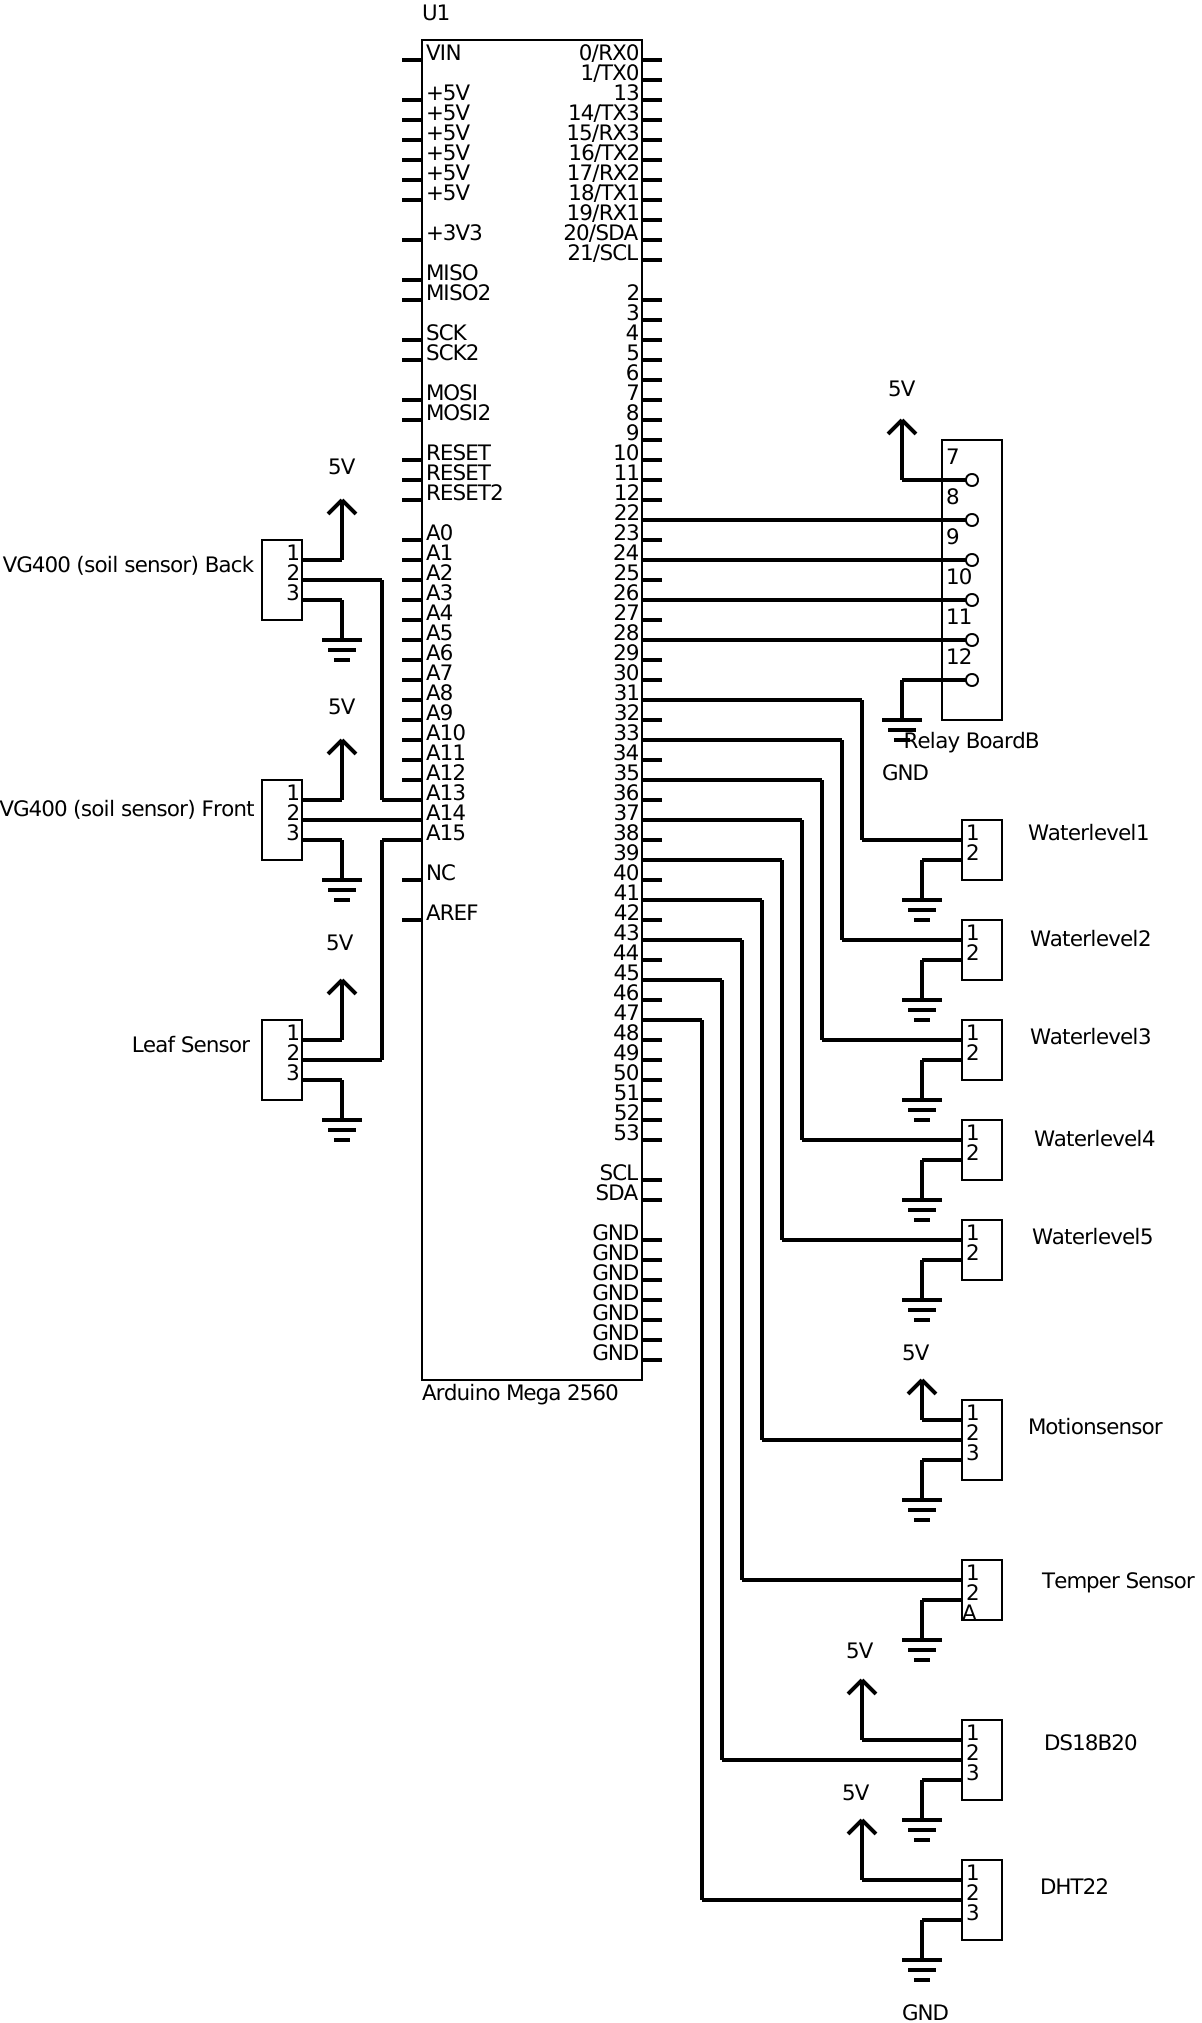 U1
VIN
+5V
+5V
+5V
+5V
+5V
+5V
+3V3
MISO
MISO2
SCK
SCK2
MOSI
MOSI2
RESET
RESET
RESET2
A0
A1
A2
A3
A4
A5
A6
A7
A8
A9
A10
A11
A12
A13
A14
A15
NC
AREF
0/RX0
1/TX0
13
14/TX3
15/RX3
16/TX2
17/RX2
18/TX1
19/RX1
20/SDA
21/SCL
2
3
4
5
6
7
8
9
10
11
12
22
23
24
25
26
27
28
29
30
31
32
33
34
35
36
37
38
39
40
41
42
43
44
45
46
47
48
49
50
51
52
53
SCL
SDA
GND
GND
GND
GND
GND
GND
GND
Arduino Mega 2560
5V
VG400 (soil sensor) Back
1
2
3
5V
VG400 (soil sensor) Front
1
2
3
5V
Leaf Sensor
1
2
3
5V
7
8
9
10
11
12
Relay BoardB
GND
1
2
Waterlevel1
1
2
Waterlevel2
1
2
Waterlevel3
1
2
Waterlevel4
1
2
Waterlevel5
5V
1
2
3
Motionsensor
1
2
A
Temper Sensor
5V
1
2
3
DS18B20
5V
1
2
3
DHT22
GND